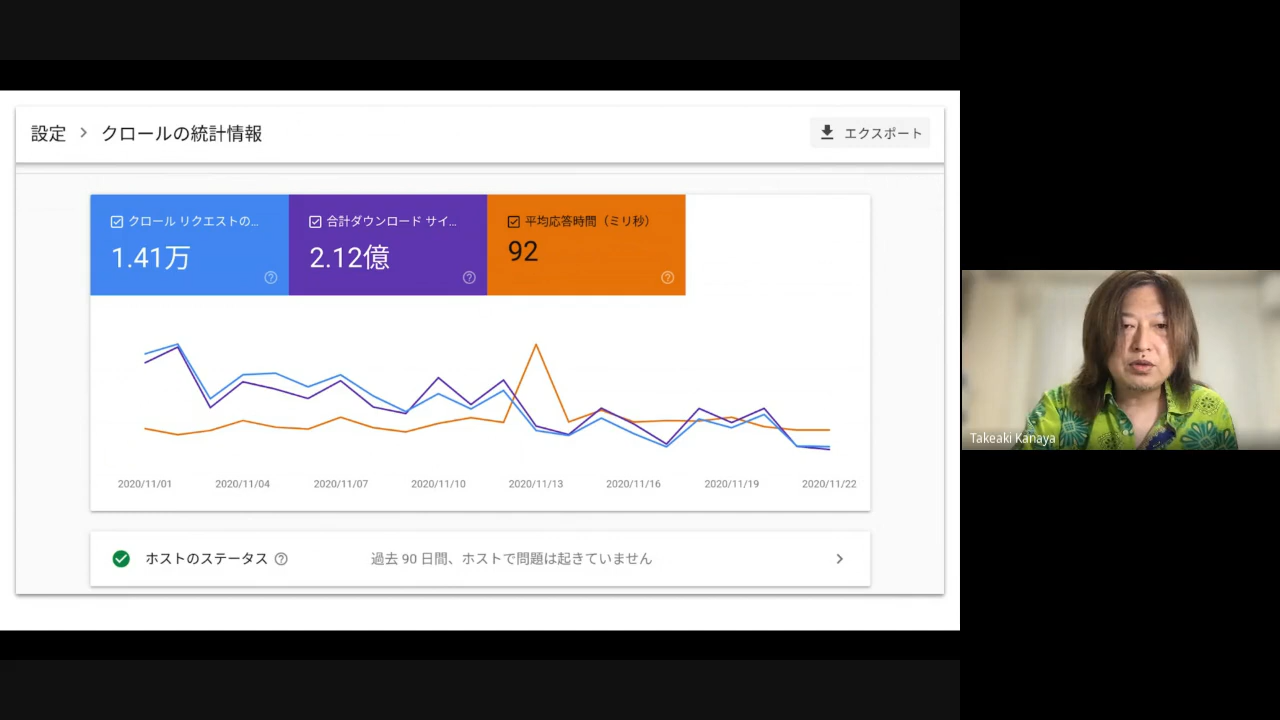 設定 > クロールの統計情報
エクスポート
クロール リクエストの...
1.41万
合計ダウンロード サイ...
2.12億
平均応答時間（ミリ秒）
92
2020/11/01 2020/11/04 2020/11/07 2020/11/10 2020/11/13 2020/11/16 2020/11/19 2020/11/22
ホストのステータス
過去 90 日間、ホストで問題は起きていません
Takeaki Kanaya